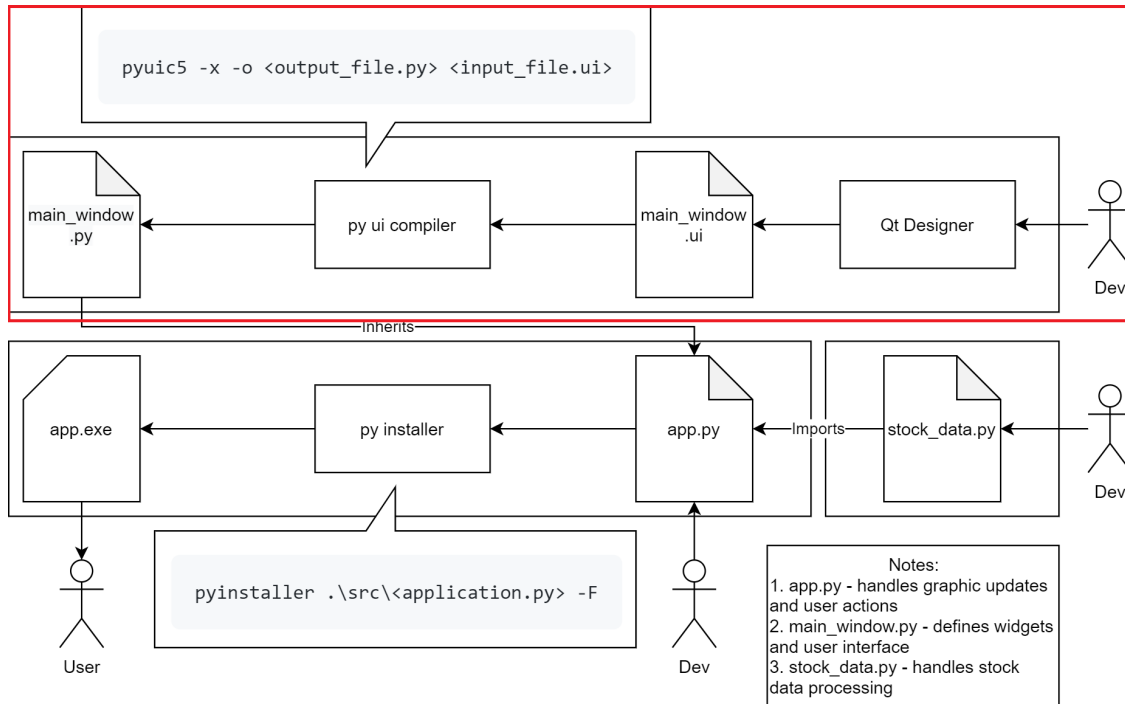 pyuic5 -x -o <output_file.py> <input_file.ui>
main_window
.py
py ui compiler
main_window
.ui
Qt Designer
Dev
Inherits
app.exe
py installer
app.py
Imports
stock_data.py
Dev
pyinstaller .\src\<application.py> -F
User
Dev
Notes:
1. app.py - handles graphic updates
and user actions
2. main_window.py - defines widgets
and user interface
3. stock_data.py - handles stock
data processing